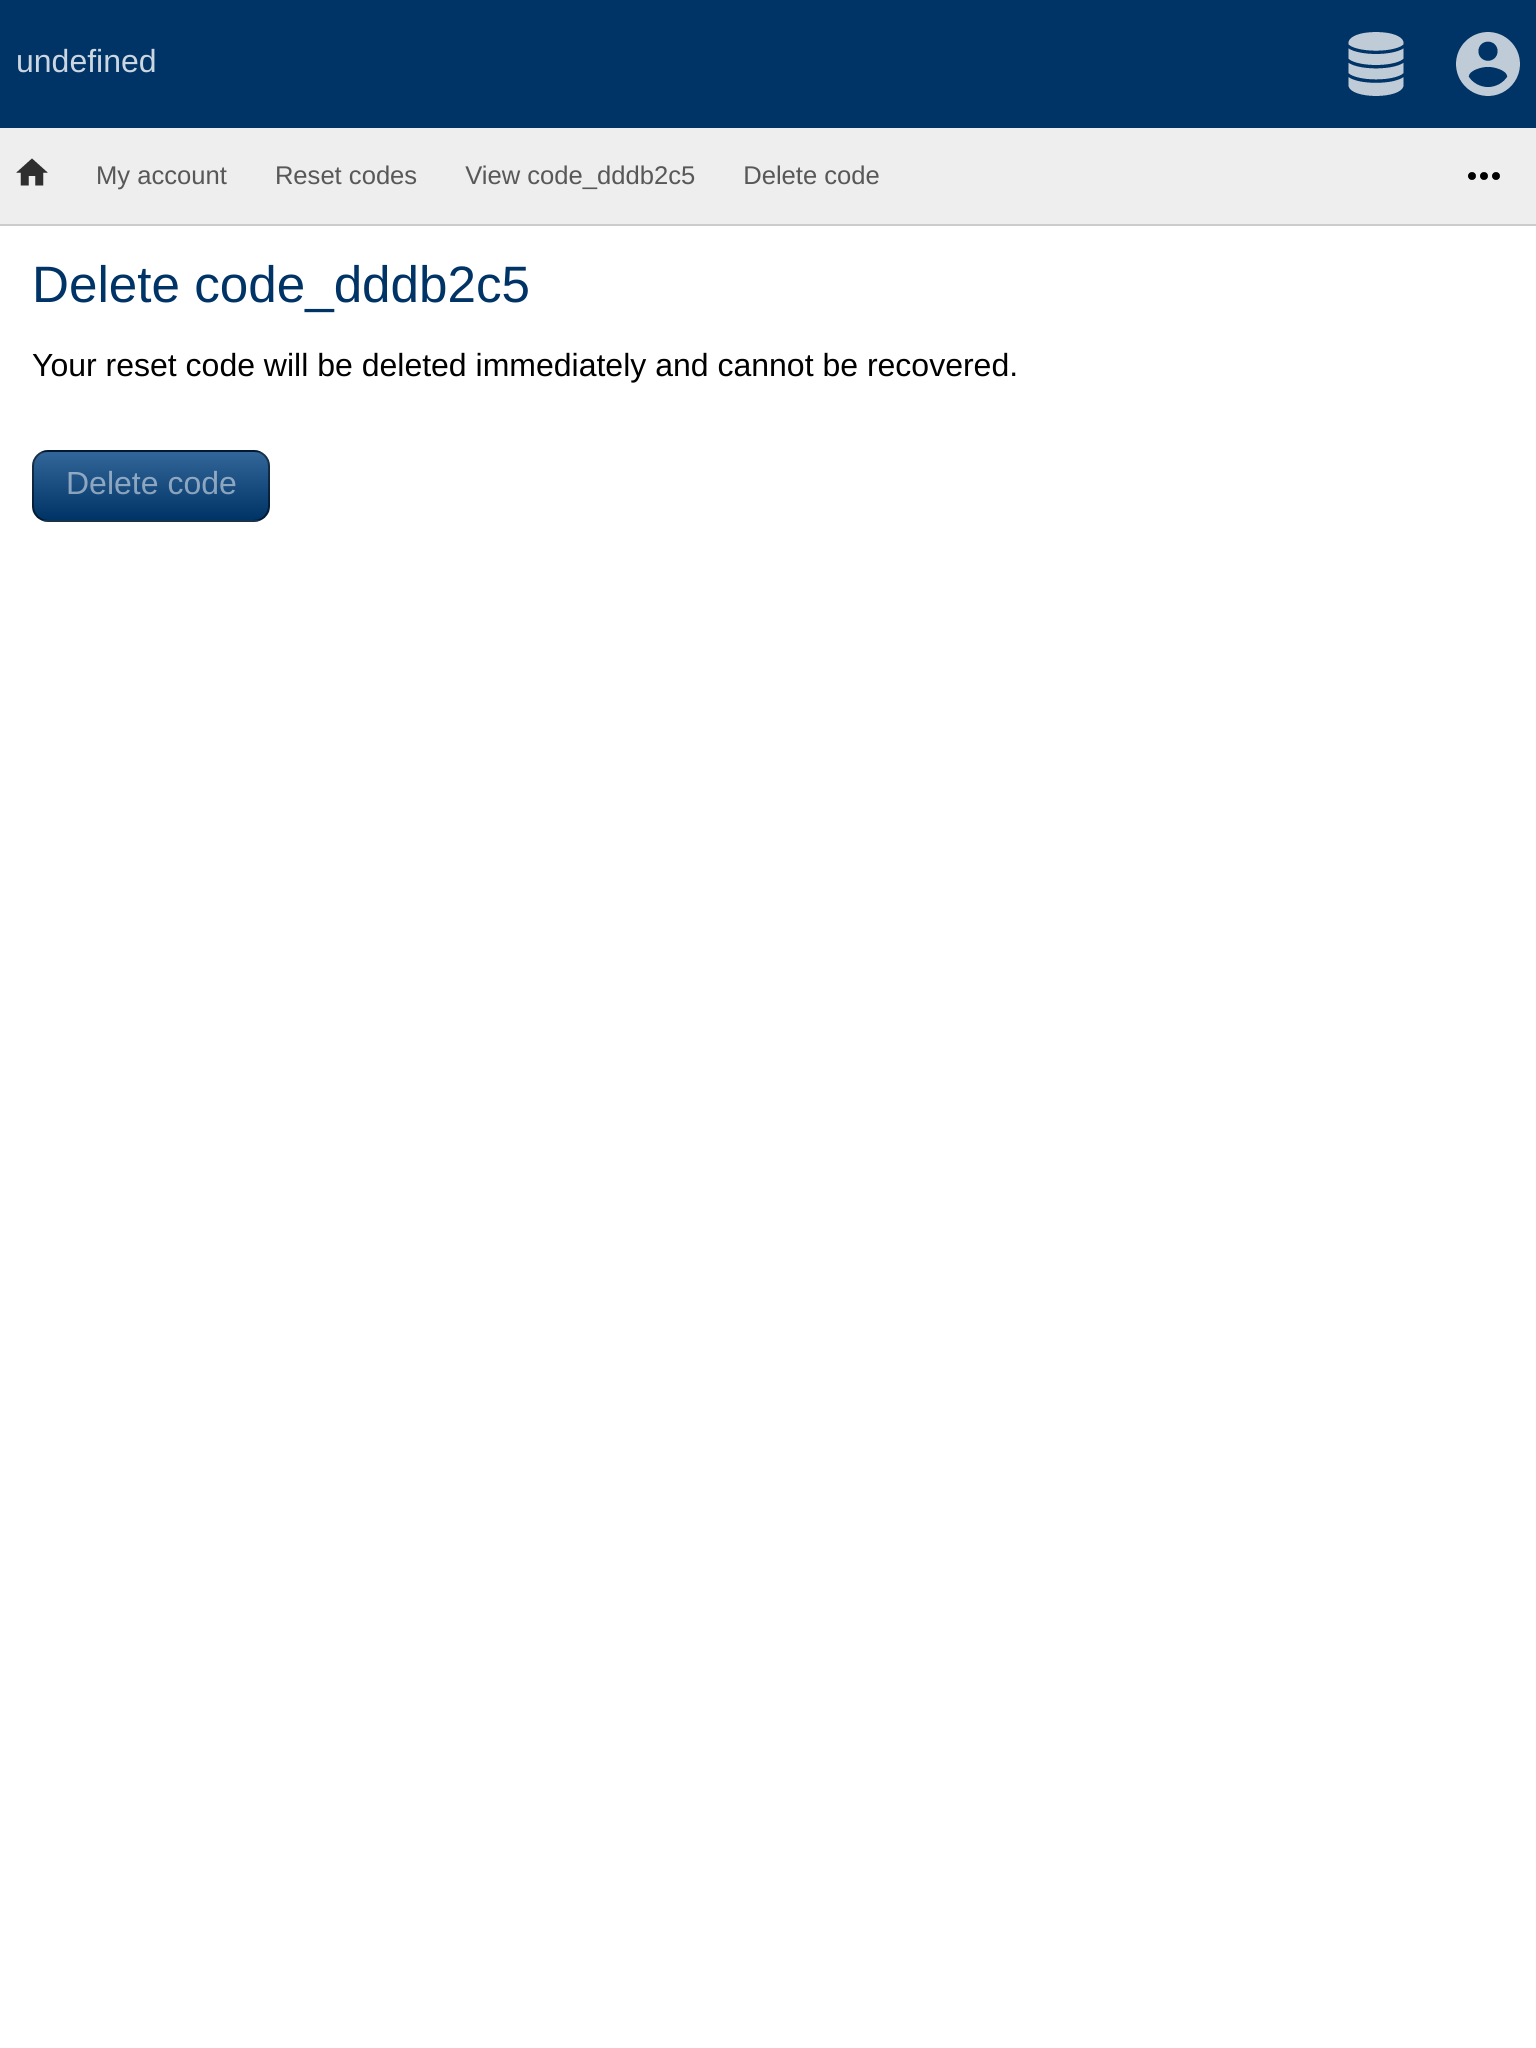 undefined
My account Reset codes View code_dddb2c5 Delete code
Delete code_dddb2c5
Your reset code will be deleted immediately and cannot be recovered.
Delete code